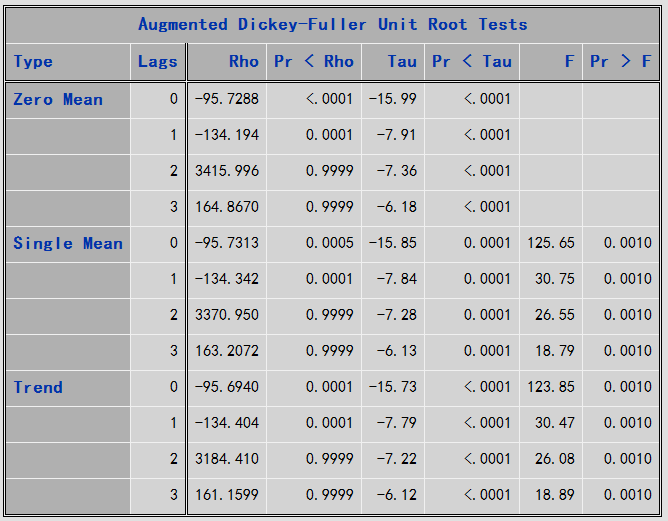 Augmented Dickey-Fuller Unit Root Tests
Type Lags Rho Pr < Rho Tau Pr < Tau F Pr > F
Zero Mean 0 -95.7288 <.0001 -15.99 <.0001
1 -134.194 0.0001 -7.91 <.0001
2 3415.996 0.9999 -7.36 <.0001
3 164.8670 0.9999 -6.18 <.0001
Single Mean 0 -95.7313 0.0005 -15.85 0.0001 125.65 0.0010
1 -134.342 0.0001 -7.84 0.0001 30.75 0.0010
2 3370.950 0.9999 -7.28 0.0001 26.55 0.0010
3 163.2072 0.9999 -6.13 0.0001 18.79 0.0010
Trend 0 -95.6940 0.0001 -15.73 <.0001 123.85 0.0010
1 -134.404 0.0001 -7.79 <.0001 30.47 0.0010
2 3184.410 0.9999 -7.22 <.0001 26.08 0.0010
3 161.1599 0.9999 -6.12 <.0001 18.89 0.0010